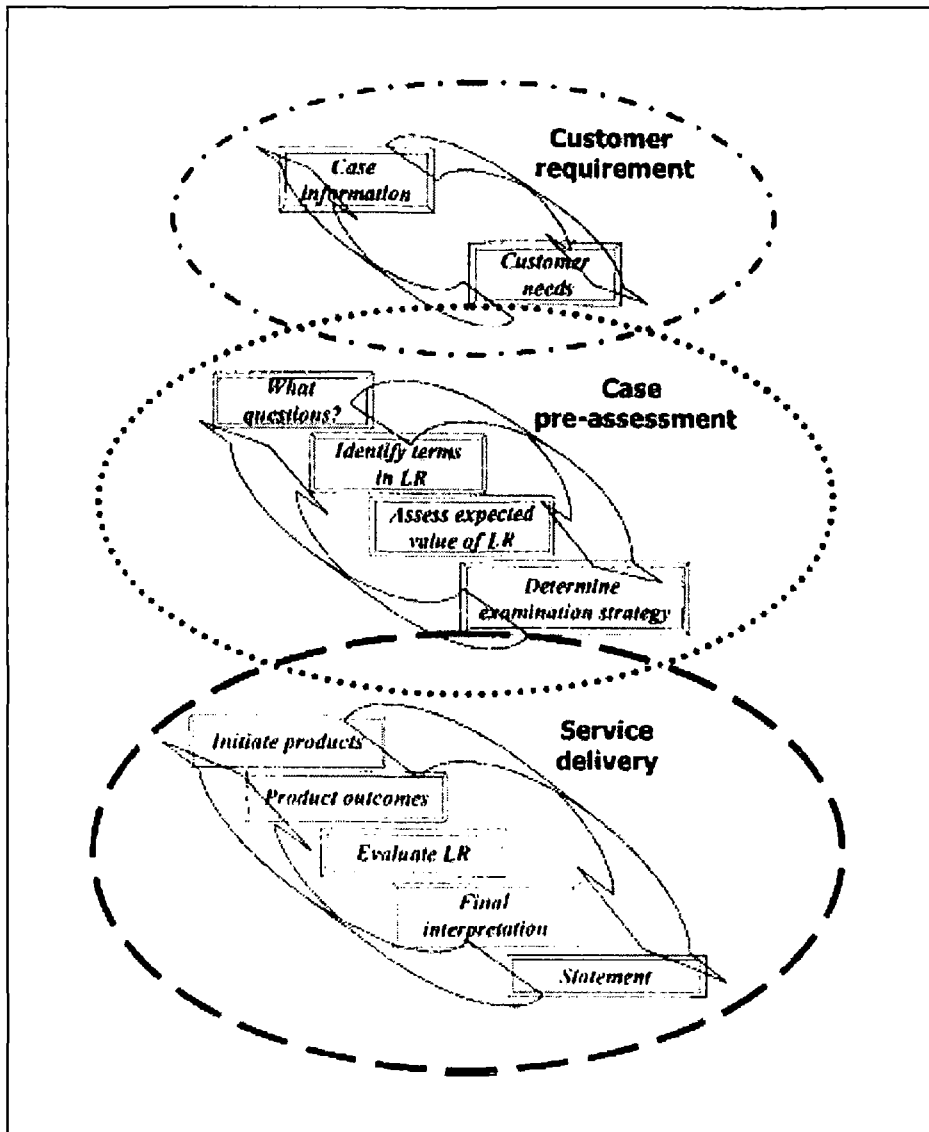 Customer
requirement
Case
information
Customer
needs
Case
pre-assessment
What
questions?
Identify terms
in LR
Assess expected
value of LR
Determine
examination strategy
Service
delivery
Initiate products
Product outcomes
Evaluate LR
Final
interpretation
Statement